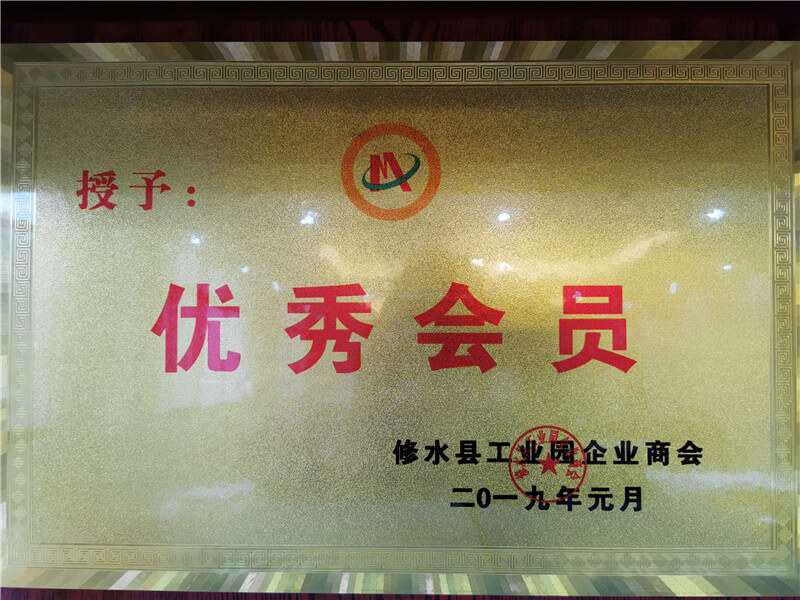 授予：
优秀会员
修水县工业园企业商会
二0一九年元月